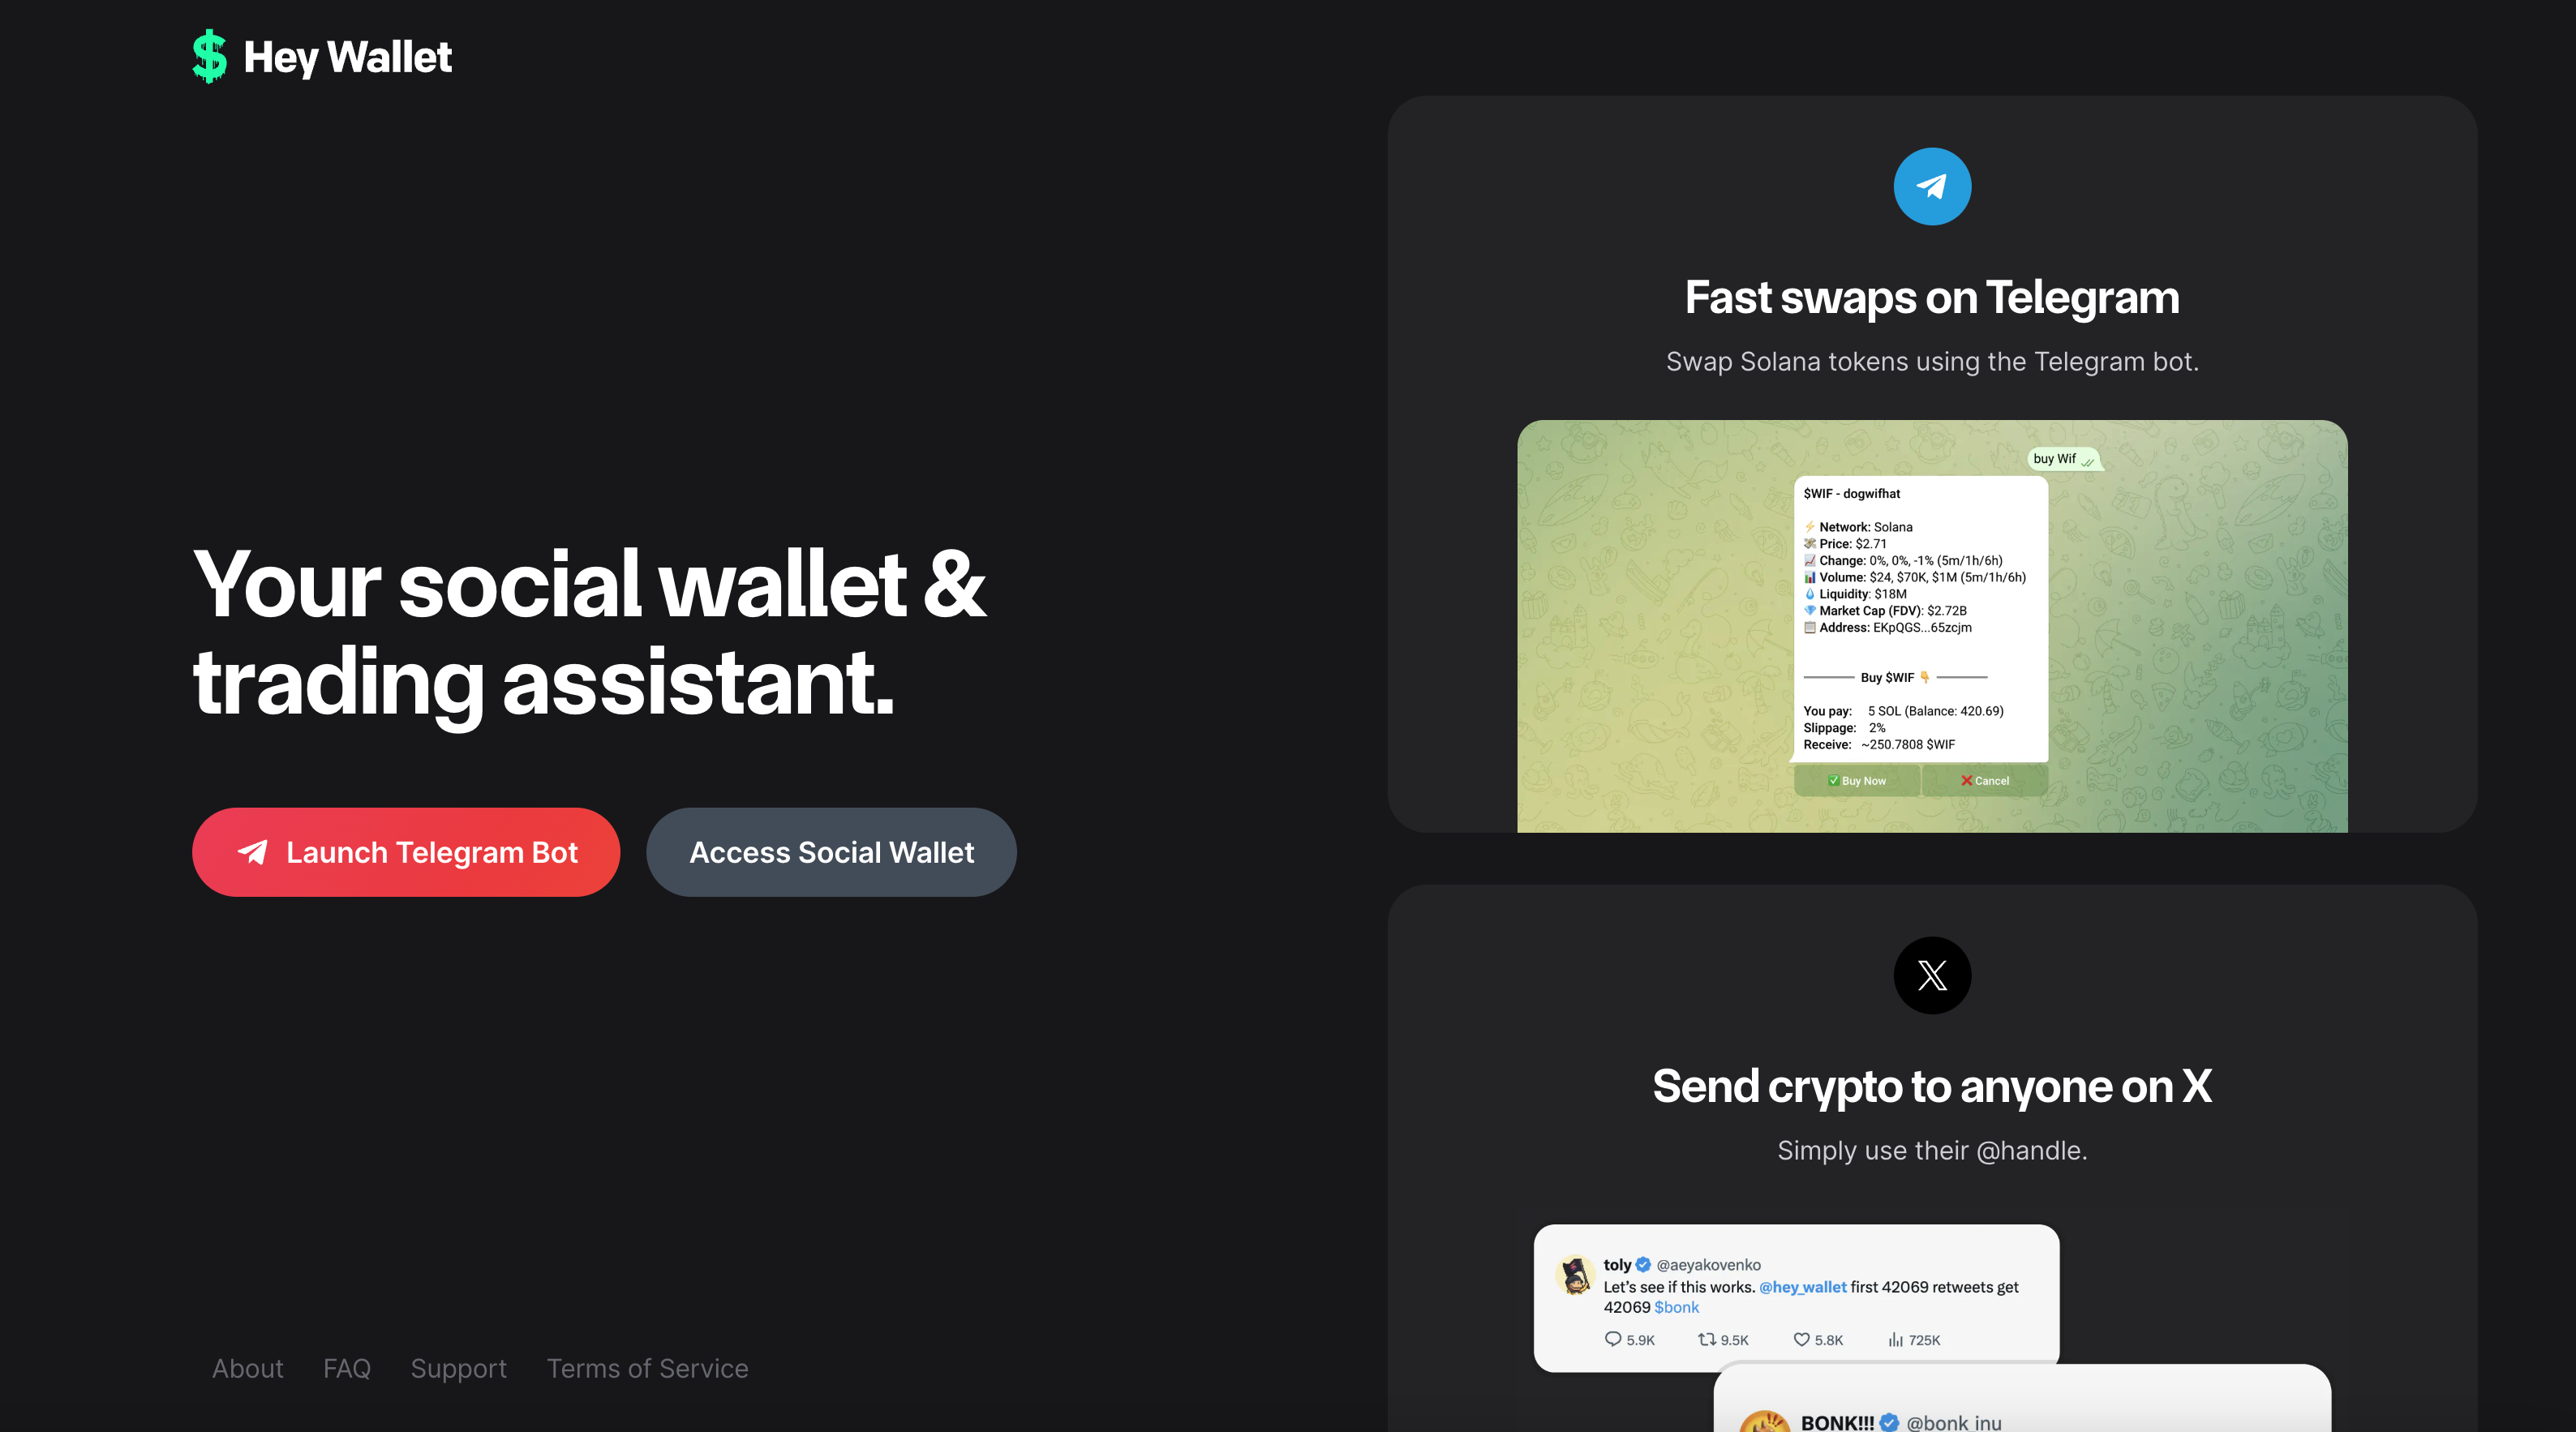 $ Hey Wallet
Your social wallet &
trading assistant.
Launch Telegram Bot
Access Social Wallet
About
FAQ
Support
Terms of Service
Fast swaps on Telegram
Swap Solana tokens using the Telegram bot.
buy Wif
$WIF - dogwifhat
⚡ Network: Solana
💸 Price: $2.71
📈 Change: 0%, 0%, -1% (5m/1h/6h)
📊 Volume: $24, $70K, $1M (5m/1h/6h)
💧 Liquidity: $18M
💎 Market Cap (FDV): $2.72B
📋 Address: EKpQGS...65zcjm
Buy $WIF 👇
You pay: 5 SOL (Balance: 420.69)
Slippage: 2%
Receive: ~250.7808 $WIF
✅ Buy Now
❌ Cancel
Send crypto to anyone on X
Simply use their @handle.
toly @aeyakovenko
Let's see if this works. @hey_wallet first 42069 retweets get
42069 $bonk
5.9K 9.5K 5.8K 725K
BONK!!! @bonk_inu